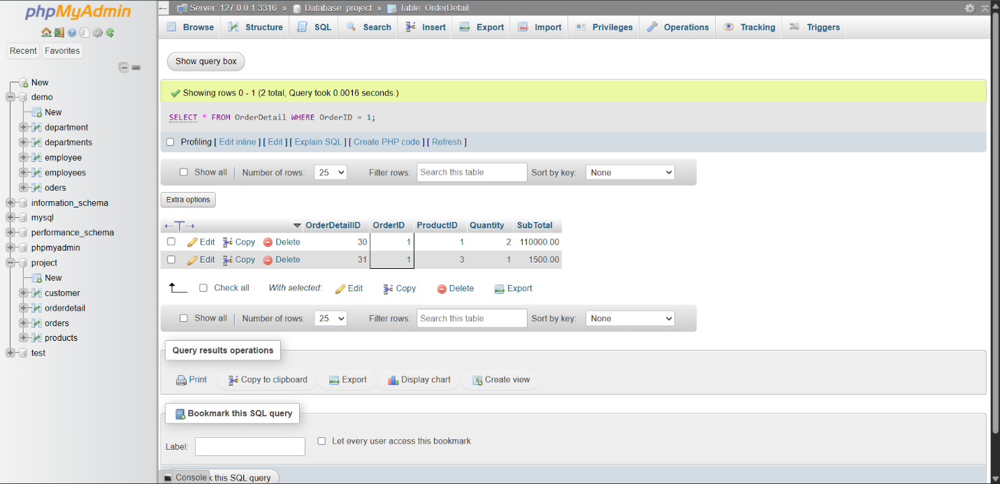 phpMyAdmin
Recent Favorites
New
demo
New
department
departments
employee
employees
oders
information_schema
mysql
performance_schema
phpmyadmin
project
New
customer
orderdetail
orders
products
test
Server: 127.0.0.1:3316 » Database: project » Table: OrderDetail
Browse Structure SQL Search Insert Export Import Privileges Operations Tracking Triggers
Show query box
Showing rows 0 - 1 (2 total, Query took 0.0016 seconds.)
SELECT * FROM OrderDetail WHERE OrderID = 1;
Profiling [ Edit inline ] [ Edit ] [ Explain SQL ] [ Create PHP code ] [ Refresh ]
Show all Number of rows: 25 Filter rows: Search this table Sort by key: None
Extra options
OrderDetailID OrderID ProductID Quantity SubTotal
Edit Copy Delete 30 1 1 2 110000.00
Edit Copy Delete 31 1 3 1 1500.00
Check all With selected: Edit Copy Delete Export
Show all Number of rows: 25 Filter rows: Search this table Sort by key: None
Query results operations
Print Copy to clipboard Export Display chart Create view
Bookmark this SQL query
Label: Let every user access this bookmark
Console k this SQL query